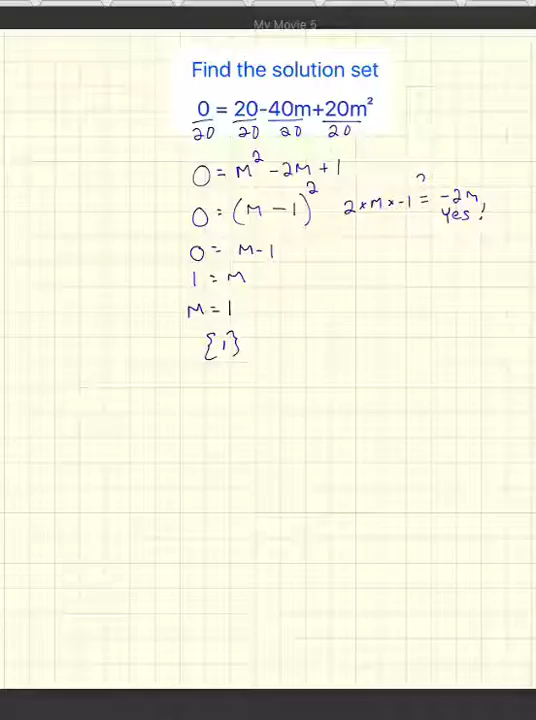 My Movie 5
Find the solution set
0 = 20-40m+20m²
20 20 20 20
0 = M² - 2M + 1
0 = (M - 1)² 2 × M × -1 ≟ -2M
Yes!
0 = M - 1
1 = M
M = 1
{1}